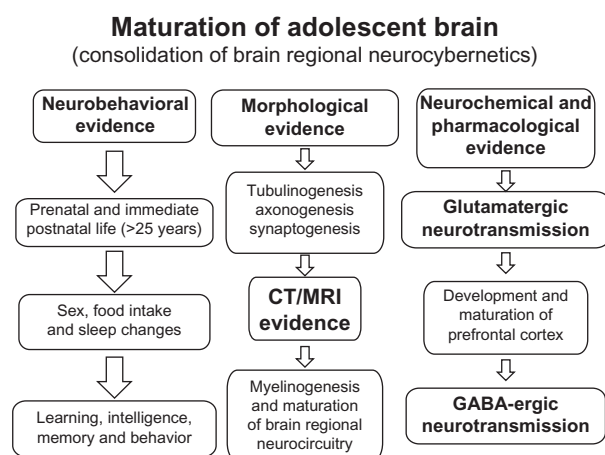 Maturation of adolescent brain
(consolidation of brain regional neurocybernetics)
Neurobehavioral
evidence
Prenatal and immediate
postnatal life (>25 years)
Sex, food intake
and sleep changes
Learning, intelligence,
memory and behavior
Morphological
evidence
Tubulinogenesis
axonogenesis
synaptogenesis
CT/MRI
evidence
Myelinogenesis
and maturation
of brain regional
neurocircuitry
Neurochemical and
pharmacological
evidence
Glutamatergic
neurotransmission
Development and
maturation of
prefrontal cortex
GABA-ergic
neurotransmission